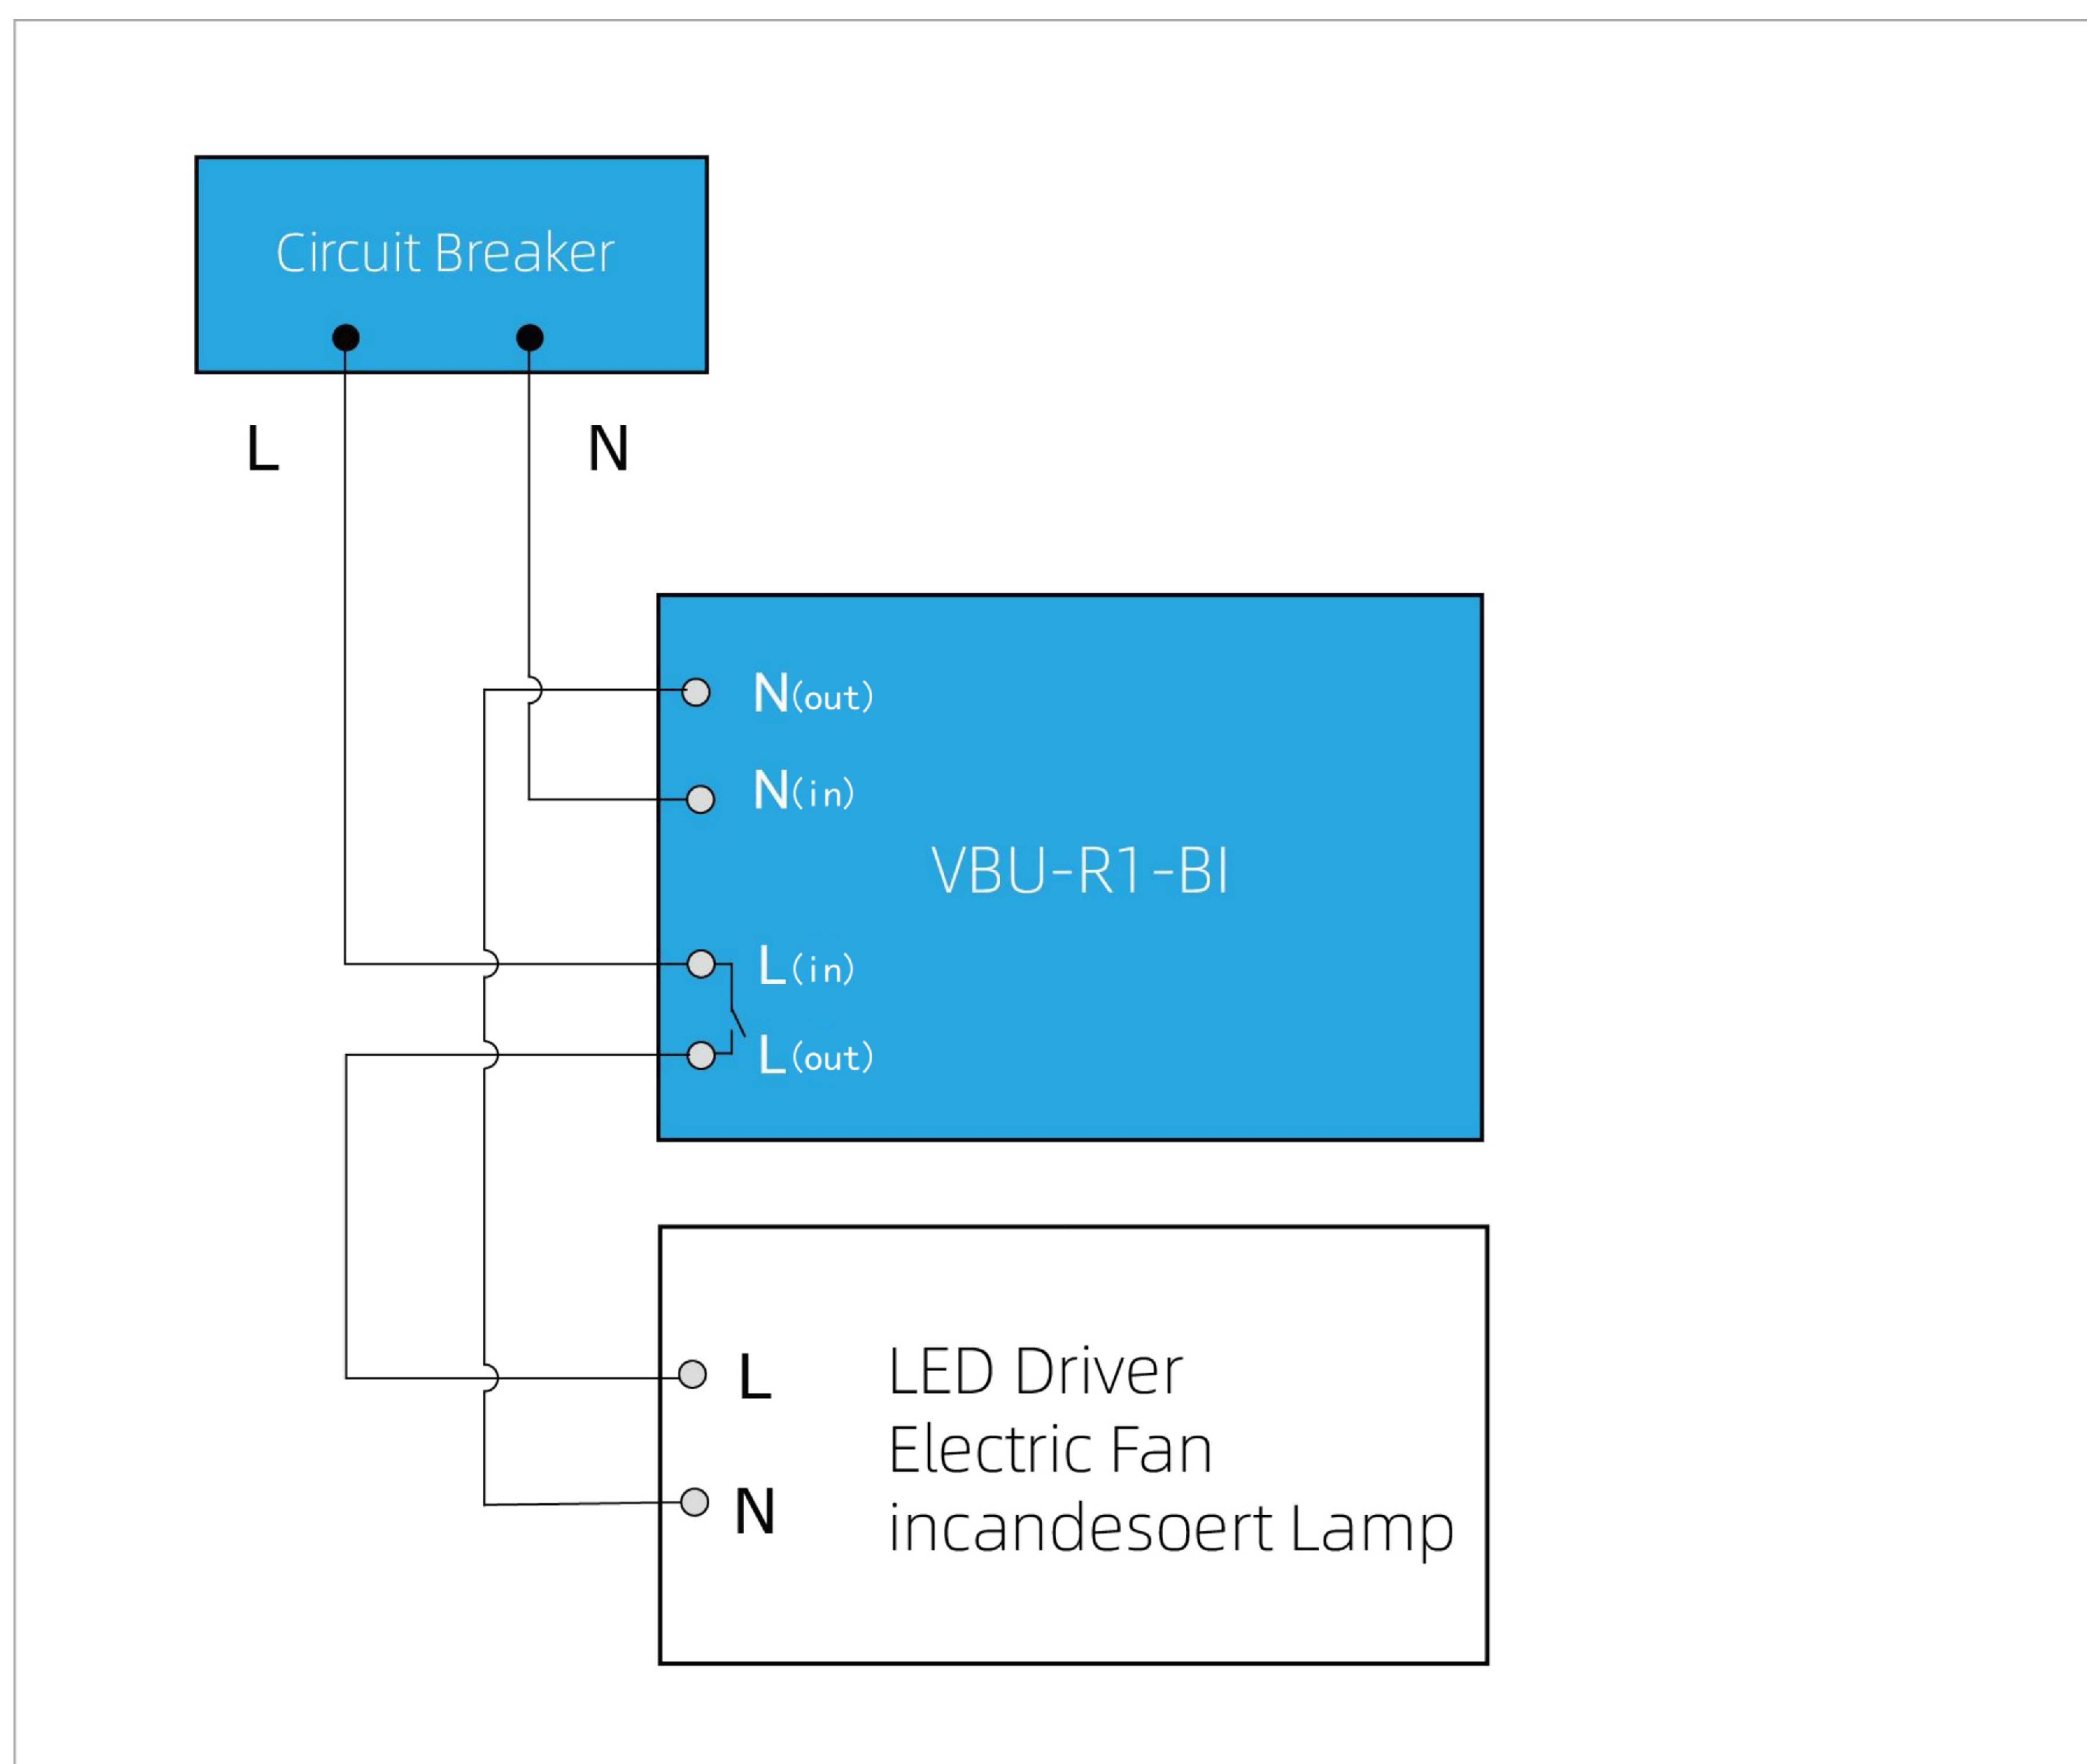 Circuit Breaker
L
N
N(out)
N(in)
VBU-R1-BI
L(in)
L(out)
L
LED Driver
Electric Fan
N
incandesoert Lamp